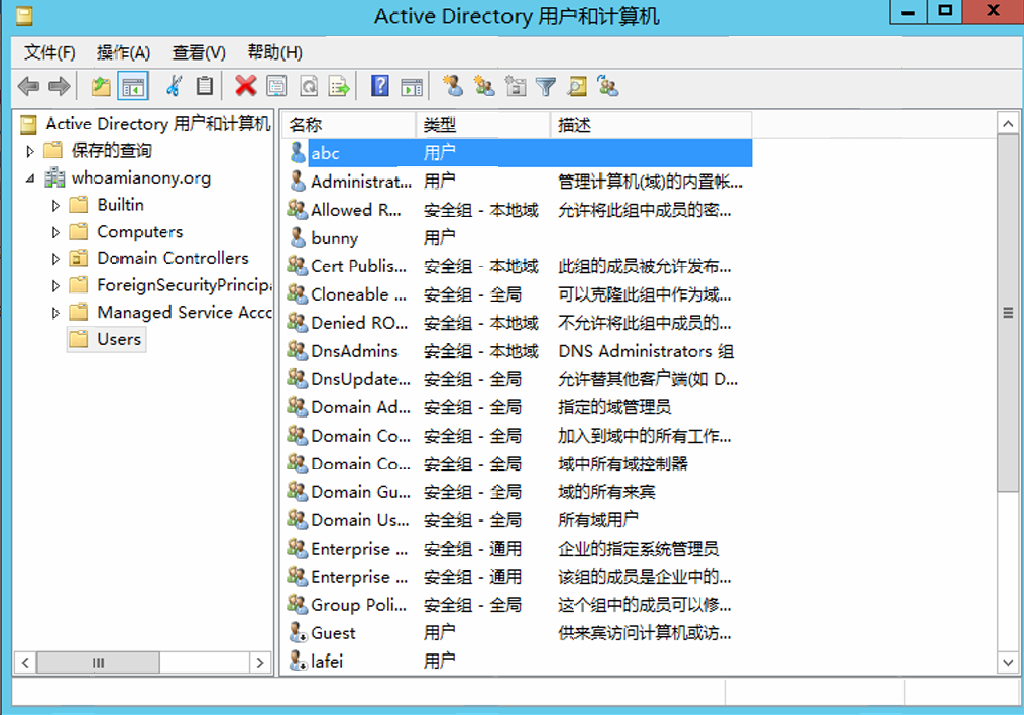 Active Directory 用户和计算机
文件(F) 操作(A) 查看(V) 帮助(H)
Active Directory 用户和计算机
保存的查询
whoamianony.org
Builtin
Computers
Domain Controllers
ForeignSecurityPrincipa
Managed Service Acco
Users
名称 类型 描述
abc 用户
Administrat... 用户 管理计算机(域)的内置帐...
Allowed R... 安全组 - 本地域 允许将此组中成员的密...
bunny 用户
Cert Publis... 安全组 - 本地域 此组的成员被允许发布...
Cloneable ... 安全组 - 全局 可以克隆此组中作为域...
Denied RO... 安全组 - 本地域 不允许将此组中成员的...
DnsAdmins 安全组 - 本地域 DNS Administrators 组
DnsUpdate... 安全组 - 全局 允许替其他客户端(如 D...
Domain Ad... 安全组 - 全局 指定的域管理员
Domain Co... 安全组 - 全局 加入到域中的所有工作...
Domain Co... 安全组 - 全局 域中所有域控制器
Domain Gu... 安全组 - 全局 域的所有来宾
Domain Us... 安全组 - 全局 所有域用户
Enterprise ... 安全组 - 通用 企业的指定系统管理员
Enterprise ... 安全组 - 通用 该组的成员是企业中的...
Group Poli... 安全组 - 全局 这个组中的成员可以修...
Guest 用户 供来宾访问计算机或访...
lafei 用户